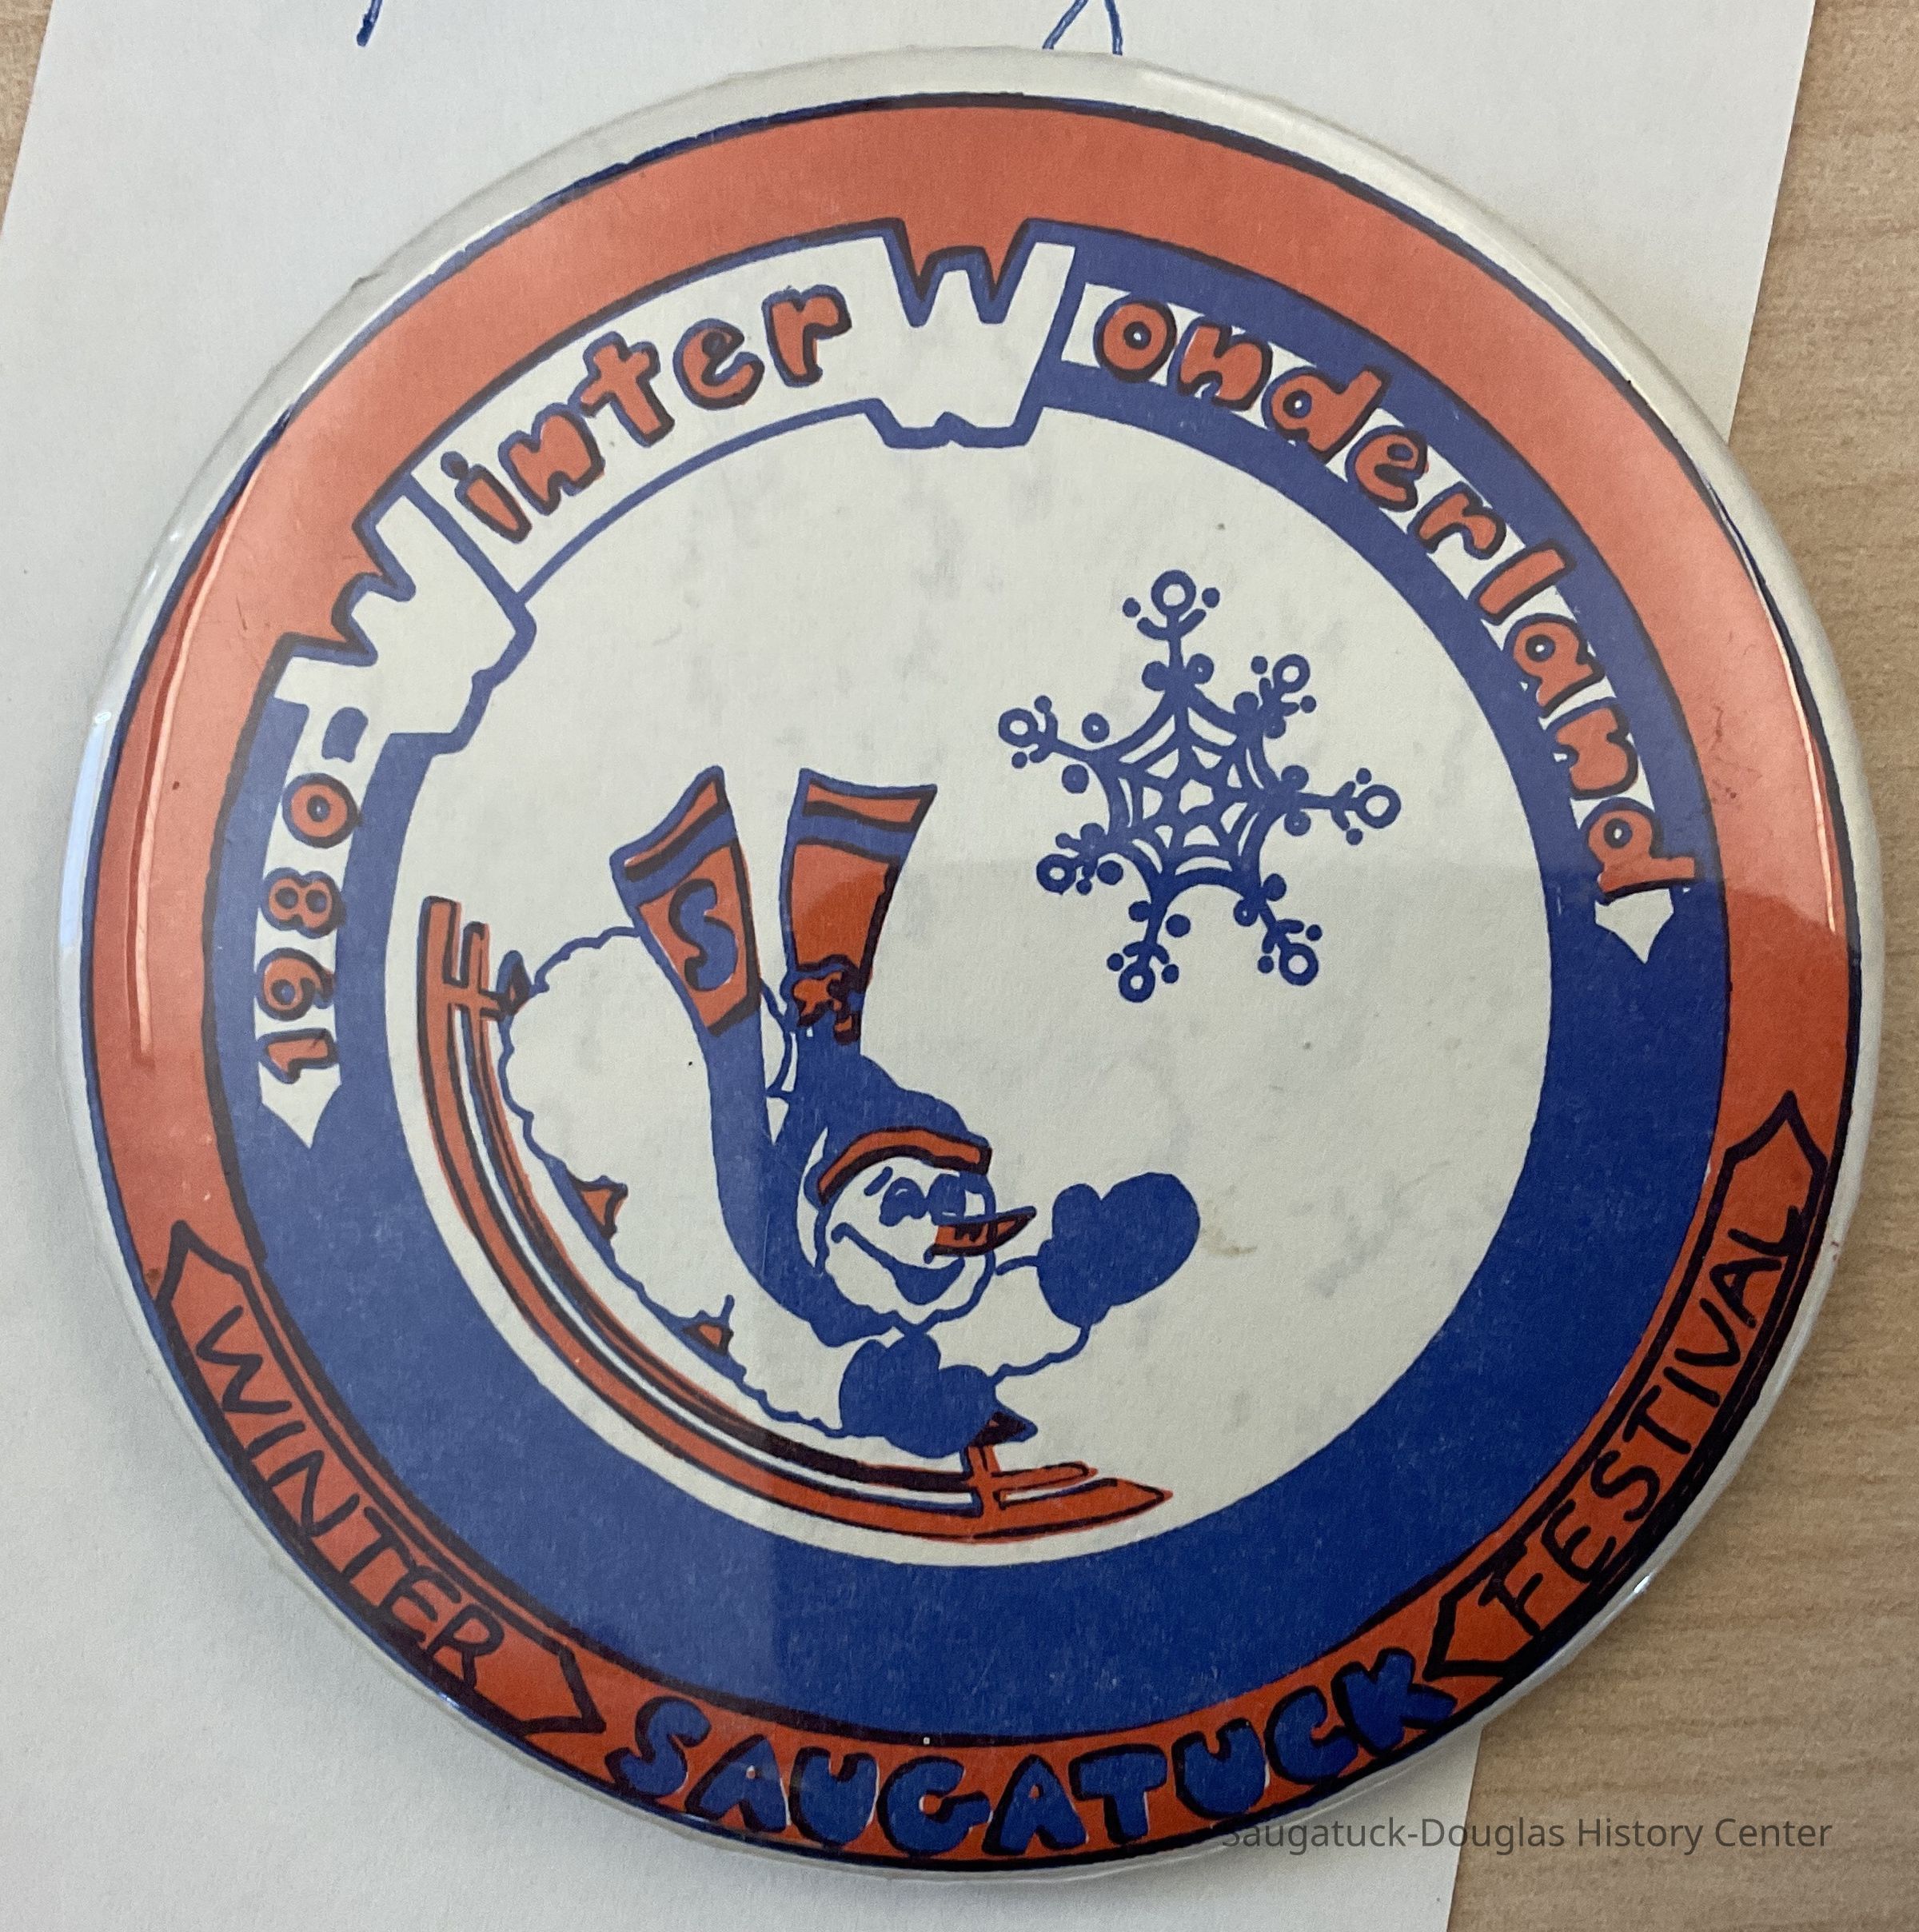 1980-Winter Wonderland
S
WINTER SAUGATUCK FESTIVAL
Saugatuck-Douglas History Center